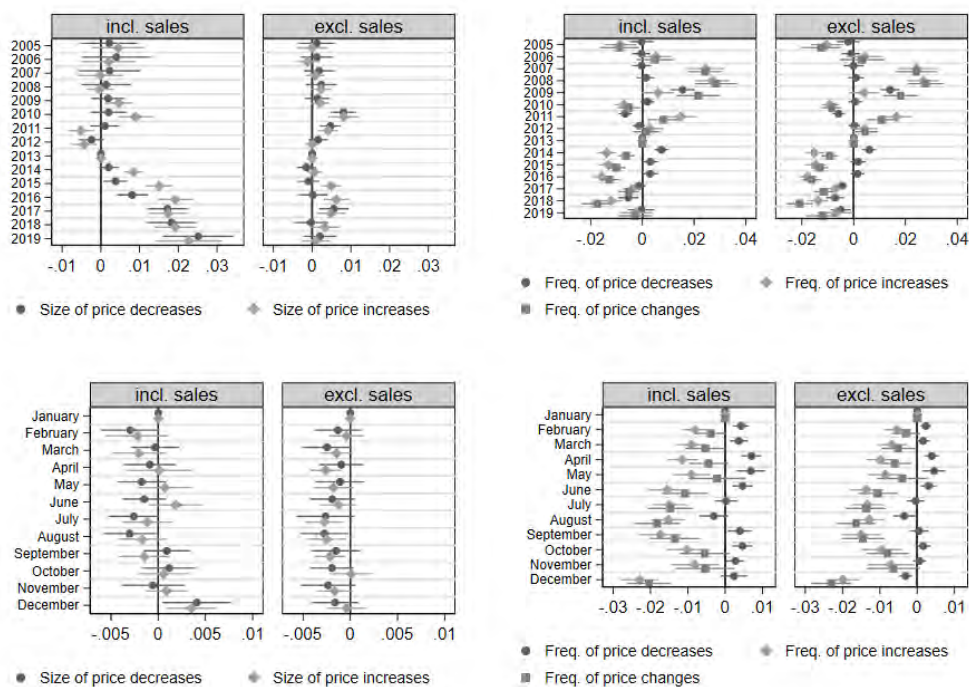 incl. sales excl. sales
2005
2006
2007
2008
2009
2010
2011
2012
2013
2014
2015
2016
2017
2018
2019
-.01 0 .01 .02 .03 -.01 0 .01 .02 .03
Size of price decreases Size of price increases
incl. sales excl. sales
2005
2006
2007
2008
2009
2010
2011
2012
2013
2014
2015
2016
2017
2018
2019
-.02 0 .02 .04 -.02 0 .02 .04
Freq. of price decreases Freq. of price increases
Freq. of price changes
incl. sales excl. sales
January
February
March
April
May
June
July
August
September
October
November
December
-.005 0 .005 .01 -.005 0 .005 .01
Size of price decreases Size of price increases
incl. sales excl. sales
January
February
March
April
May
June
July
August
September
October
November
December
-.03 -.02 -.01 0 .01 -.03 -.02 -.01 0 .01
Freq. of price decreases Freq. of price increases
Freq. of price changes